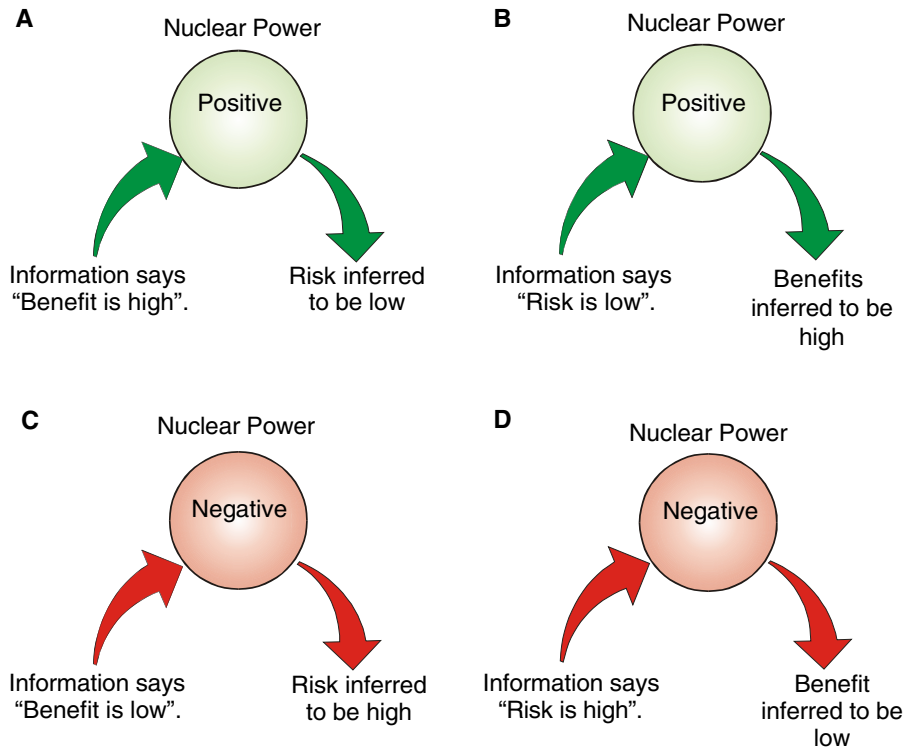 A
Nuclear Power
Positive
Information says
“Benefit is high”.
Risk inferred
to be low
B
Nuclear Power
Positive
Information says
“Risk is low”.
Benefits
inferred to be
high
C
Nuclear Power
Negative
Information says
“Benefit is low”.
Risk inferred
to be high
D
Nuclear Power
Negative
Information says
“Risk is high”.
Benefit
inferred to be
low